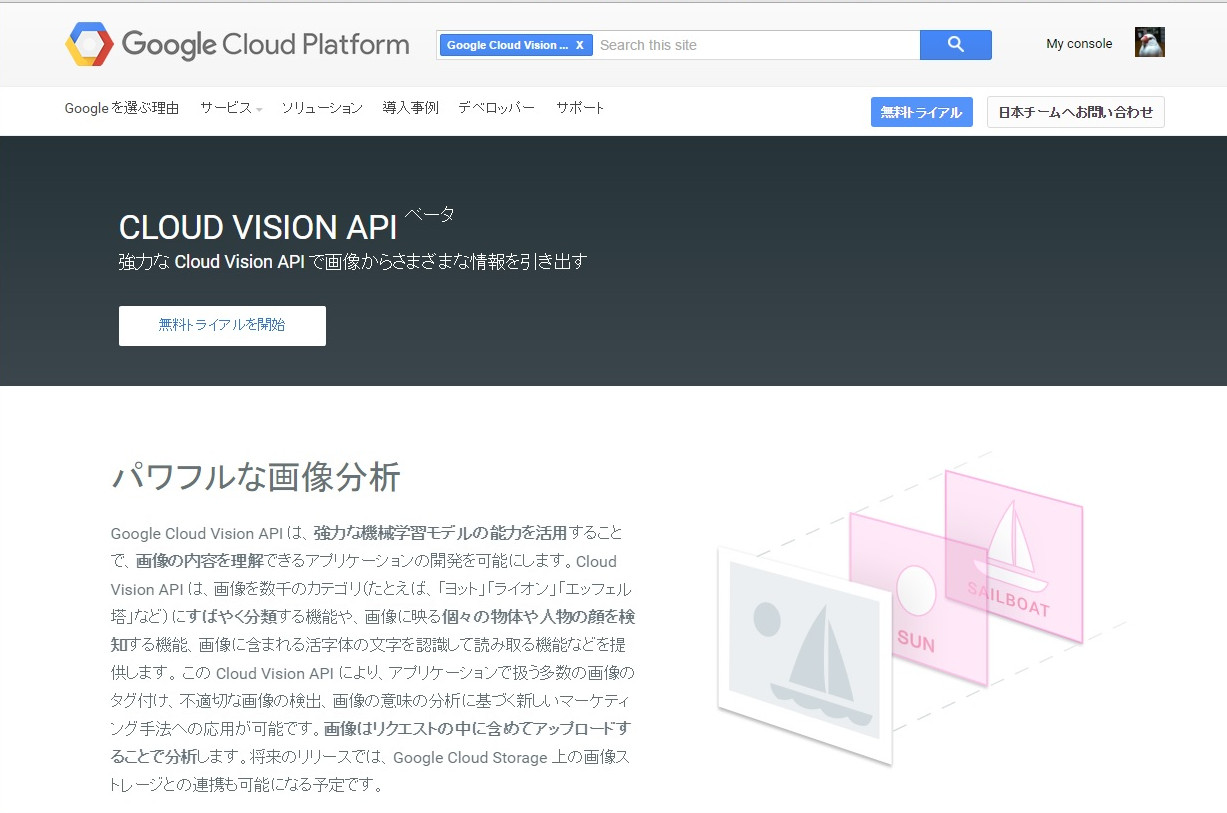 Google Cloud Platform
Google Cloud Vision ... X Search this site
My console
Googleを選ぶ理由 サービス ソリューション 導入事例 デベロッパー サポート
無料トライアル 日本チームへお問い合わせ
CLOUD VISION API ベータ
強力な Cloud Vision API で画像からさまざまな情報を引き出す
無料トライアルを開始
パワフルな画像分析
Google Cloud Vision API は、強力な機械学習モデルの能力を活用すること
で、画像の内容を理解できるアプリケーションの開発を可能にします。Cloud
Vision API は、画像を数千のカテゴリ(たとえば、「ヨット」「ライオン」「エッフェル
塔」など)にすばやく分類する機能や、画像に映る個々の物体や人物の顔を検
知する機能、画像に含まれる活字体の文字を認識して読み取る機能などを提
供します。この Cloud Vision API により、アプリケーションで扱う多数の画像の
タグ付け、不適切な画像の検出、画像の意味の分析に基づく新しいマーケティ
ング手法への応用が可能です。画像はリクエストの中に含めてアップロードす
ることで分析します。将来のリリースでは、Google Cloud Storage 上の画像ス
トレージとの連携も可能になる予定です。
SAILBOAT
SUN